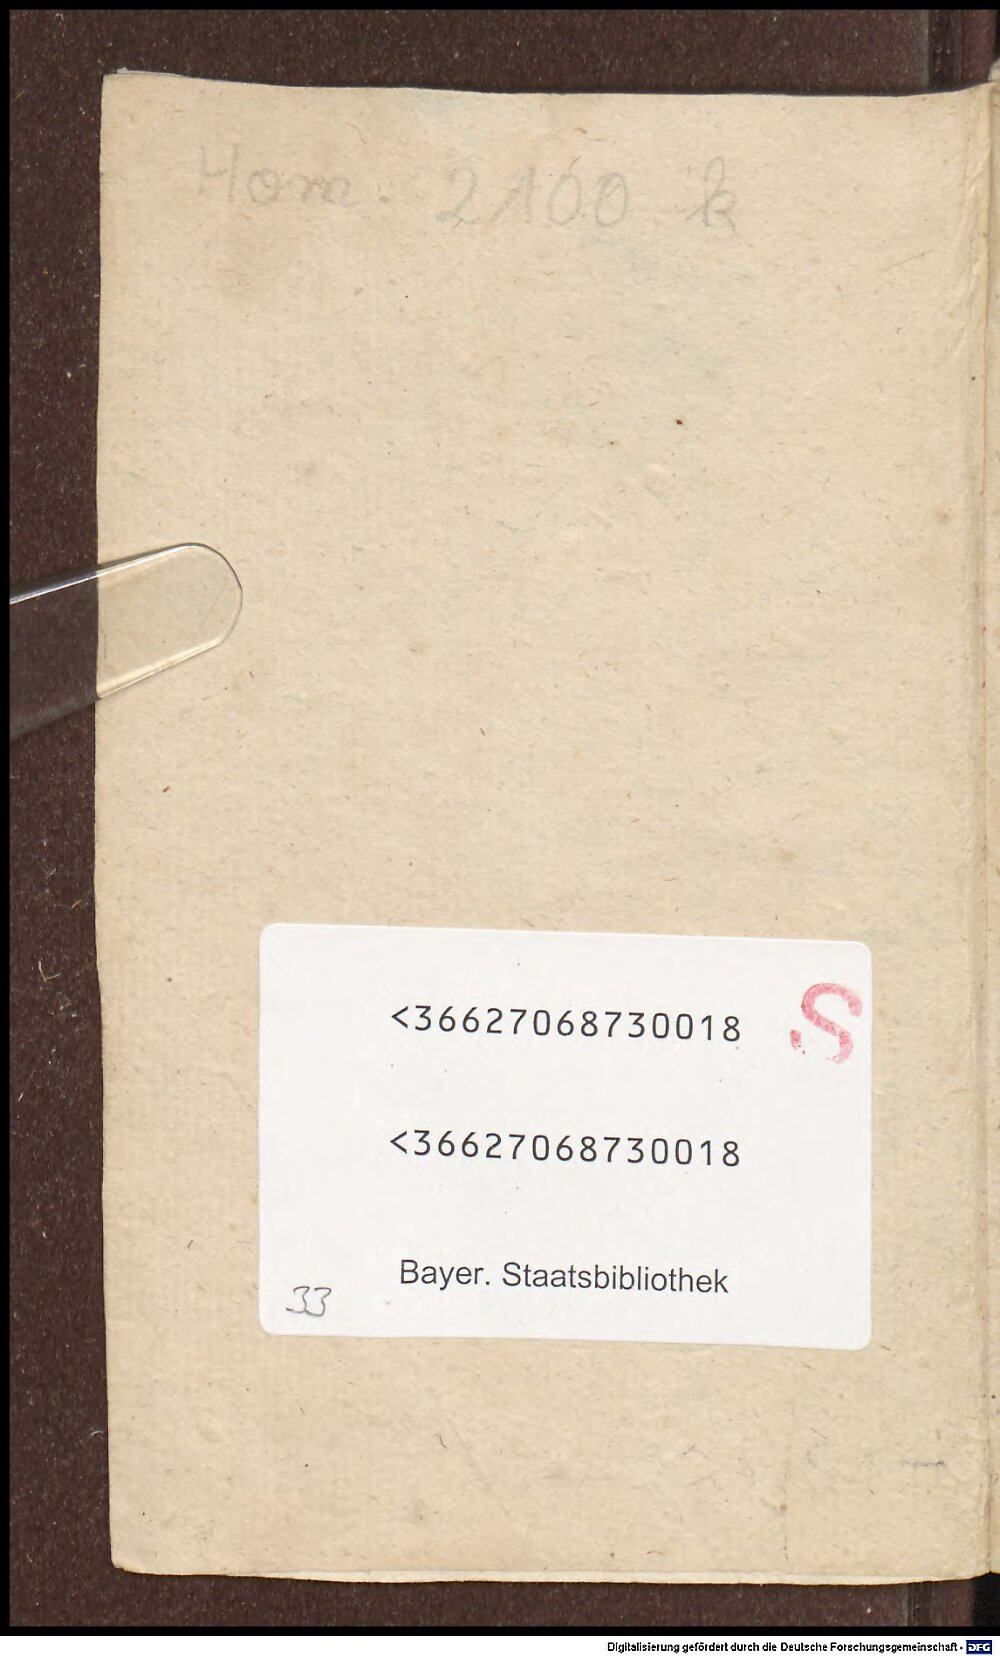 Hom. 2100 k
<36627068730018
S
<36627068730018
Bayer. Staatsbibliothek
33
Digitalisierung gefördert durch die Deutsche Forschungsgemeinschaft - DFG